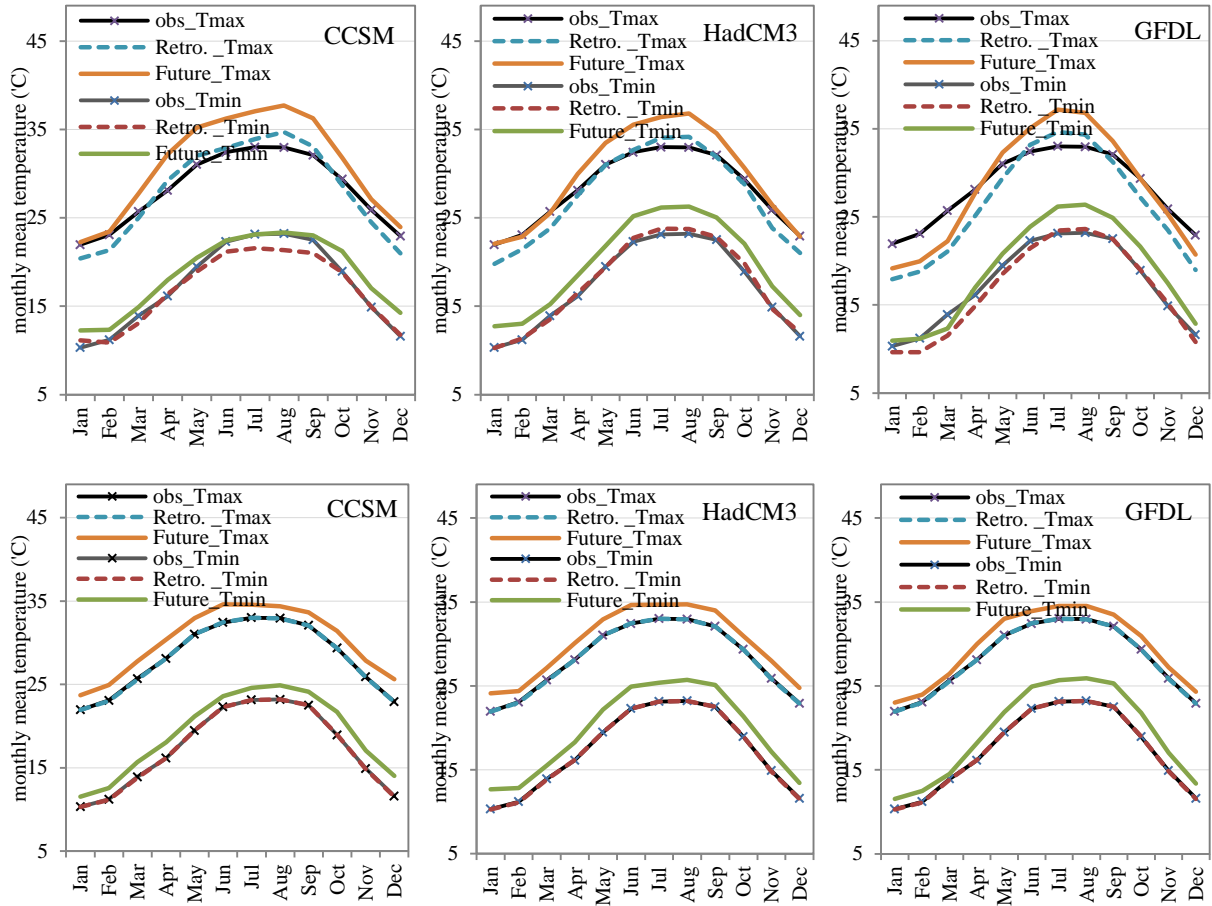 monthly mean temperature ('C)
45
35
25
15
5
obs_Tmax
Retro. _Tmax
Future_Tmax
obs_Tmin
Retro. _Tmin
Future_Tmin
CCSM
Jan
Feb
Mar
Apr
May
Jun
Jul
Aug
Sep
Oct
Nov
Dec
monthly mean temperature ('C)
45
35
25
15
5
obs_Tmax
Retro. _Tmax
Future_Tmax
obs_Tmin
Retro. _Tmin
Future_Tmin
HadCM3
Jan
Feb
Mar
Apr
May
Jun
Jul
Aug
Sep
Oct
Nov
Dec
monthly mean temperature ('C)
45
35
25
15
5
obs_Tmax
Retro. _Tmax
Future_Tmax
obs_Tmin
Retro. _Tmin
Future_Tmin
GFDL
Jan
Feb
Mar
Apr
May
Jun
Jul
Aug
Sep
Oct
Nov
Dec
monthly mean temperature ('C)
45
35
25
15
5
obs_Tmax
Retro. _Tmax
Future_Tmax
obs_Tmin
Retro. _Tmin
Future_Tmin
CCSM
Jan
Feb
Mar
Apr
May
Jun
Jul
Aug
Sep
Oct
Nov
Dec
monthly mean temperature ('C)
45
35
25
15
5
obs_Tmax
Retro. _Tmax
Future_Tmax
obs_Tmin
Retro. _Tmin
Future_Tmin
HadCM3
Jan
Feb
Mar
Apr
May
Jun
Jul
Aug
Sep
Oct
Nov
Dec
monthly mean temperature ('C)
45
35
25
15
5
obs_Tmax
Retro. _Tmax
Future_Tmax
obs_Tmin
Retro. _Tmin
Future_Tmin
GFDL
Jan
Feb
Mar
Apr
May
Jun
Jul
Aug
Sep
Oct
Nov
Dec